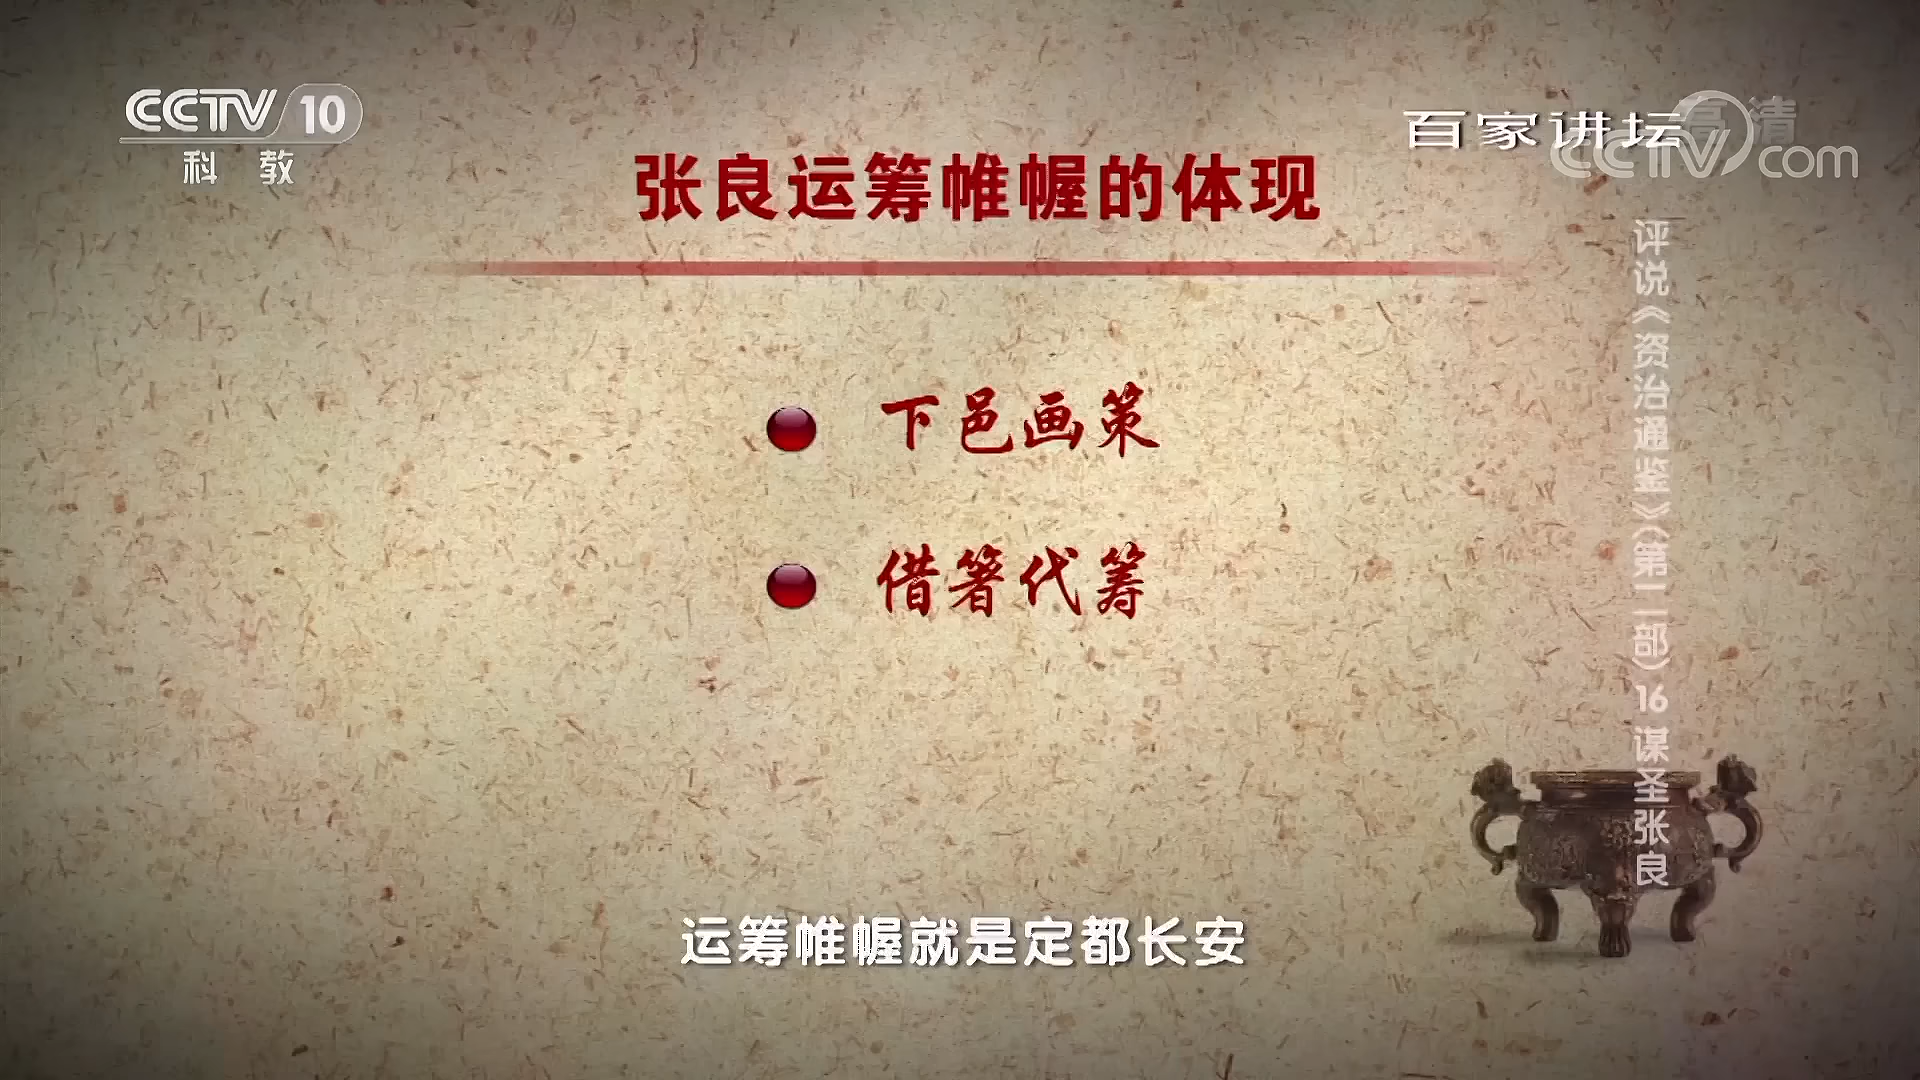 CCTV 10
科教
百家讲坛
高清
CCTV com
张良运筹帷幄的体现
下邑画策
借箸代筹
评说《资治通鉴》（第二部）16 谋圣张良
运筹帷幄就是定都长安